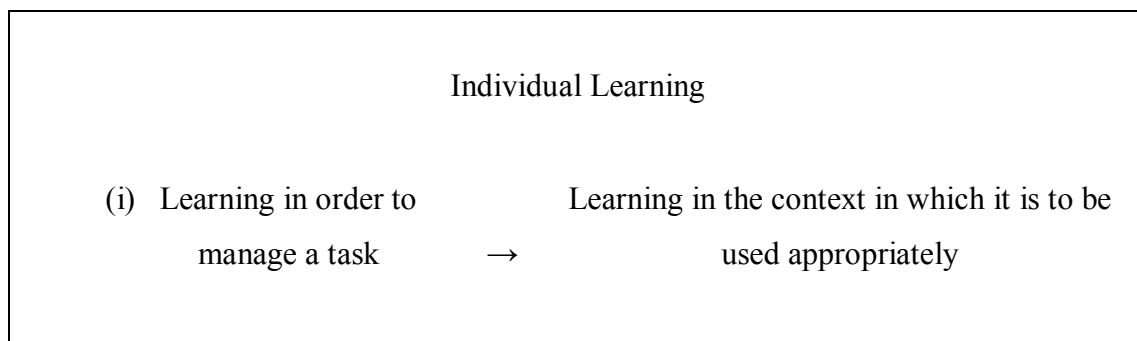 Individual Learning
(i) Learning in order to Learning in the context in which it is to be
manage a task → used appropriately